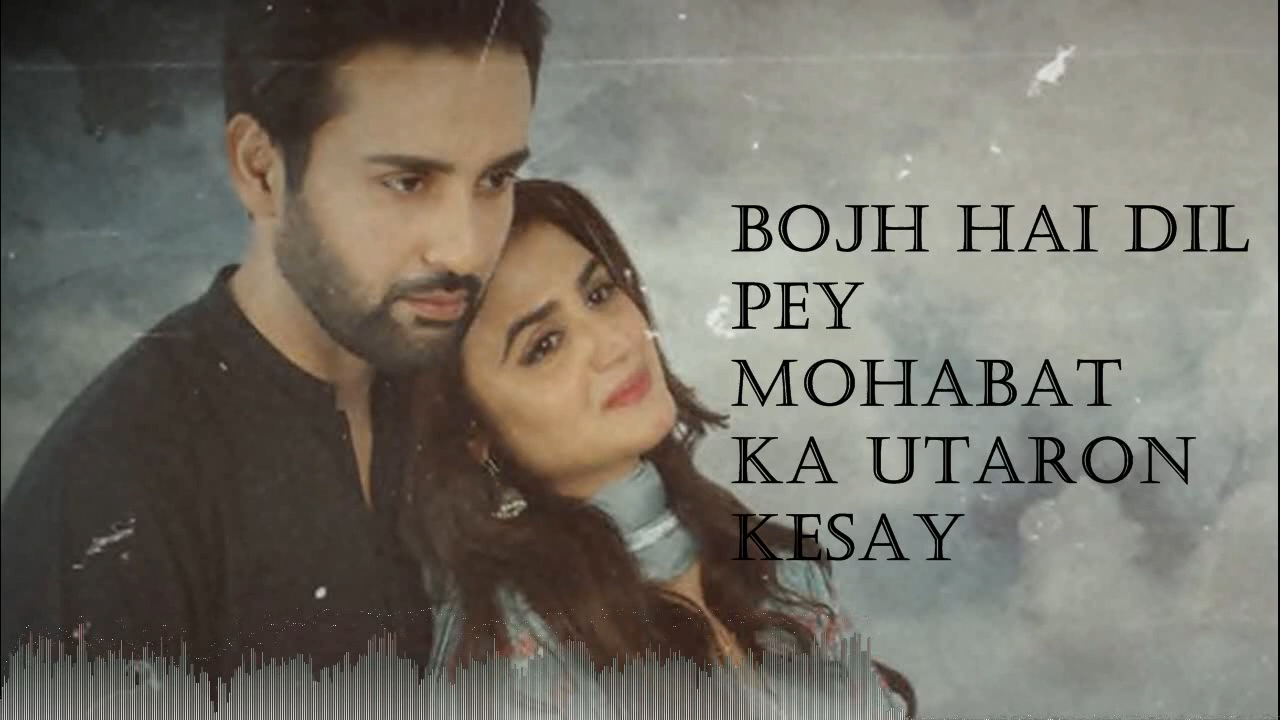 BOJH HAI DIL
PEY
MOHABAT
KA UTARON
KESAY